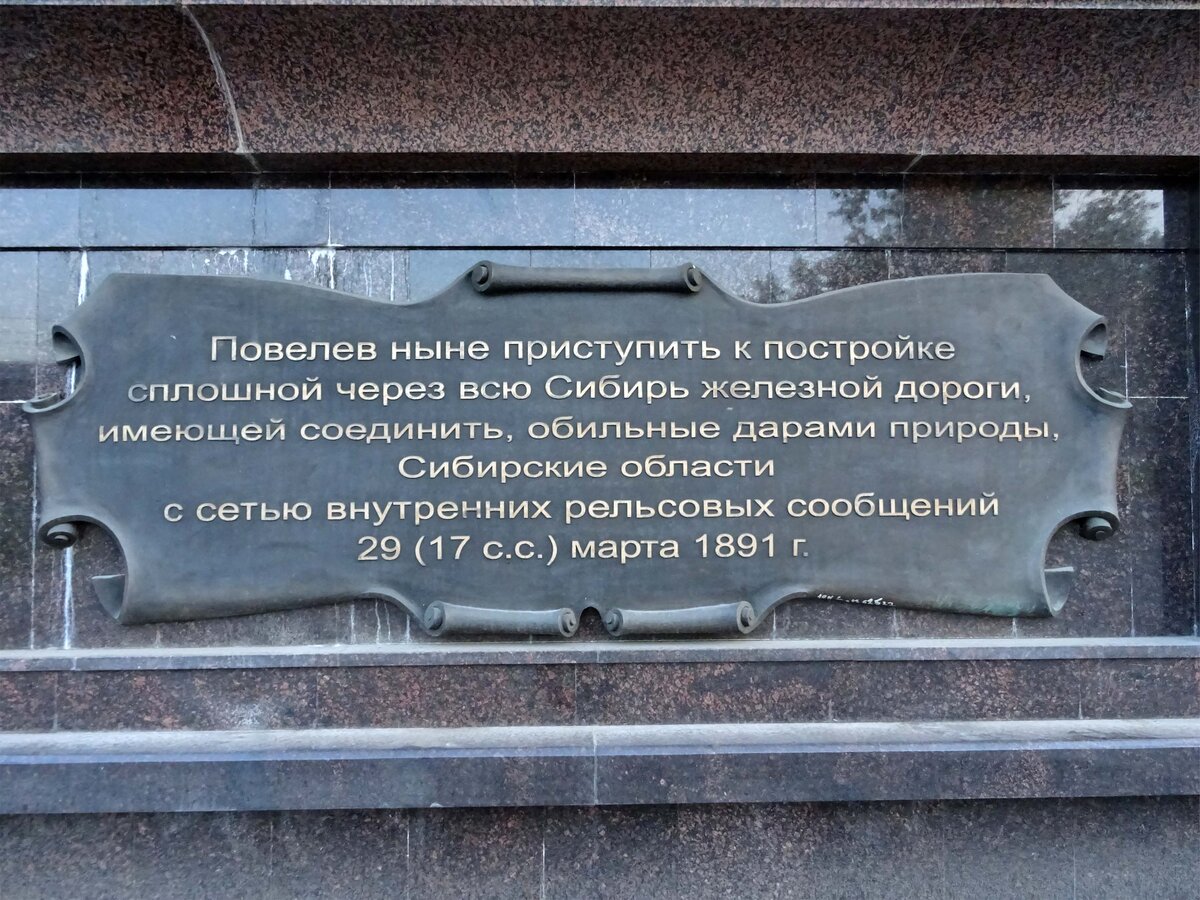 Повелев ныне приступить к постройке
сплошной через всю Сибирь железной дороги,
имеющей соединить, обильные дарами природы,
Сибирские области
с сетью внутренних рельсовых сообщений
29 (17 с.с.) марта 1891 г.